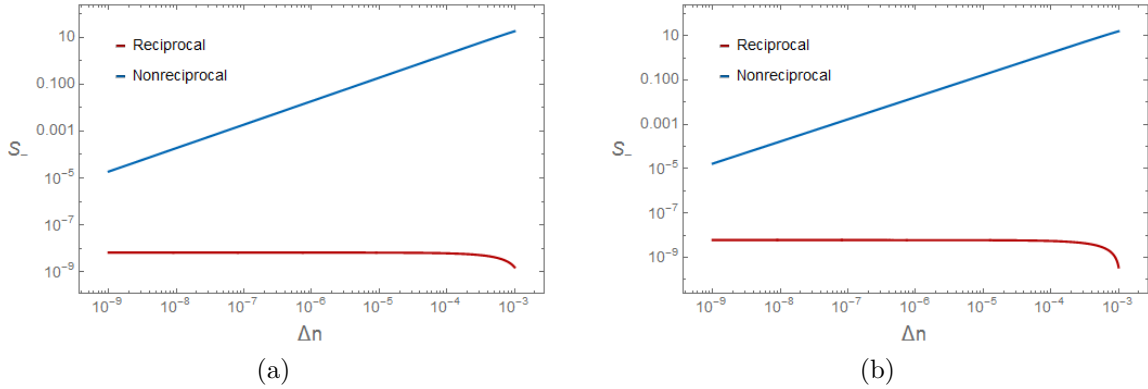 10
0.100
0.001
10⁻⁵
10⁻⁷
10⁻⁹
S₋
Reciprocal
Nonreciprocal
10⁻⁹ 10⁻⁸ 10⁻⁷ 10⁻⁶ 10⁻⁵ 10⁻⁴ 10⁻³
Δn
(a)
10
0.100
0.001
10⁻⁵
10⁻⁷
10⁻⁹
S₋
Reciprocal
Nonreciprocal
10⁻⁹ 10⁻⁸ 10⁻⁷ 10⁻⁶ 10⁻⁵ 10⁻⁴ 10⁻³
Δn
(b)